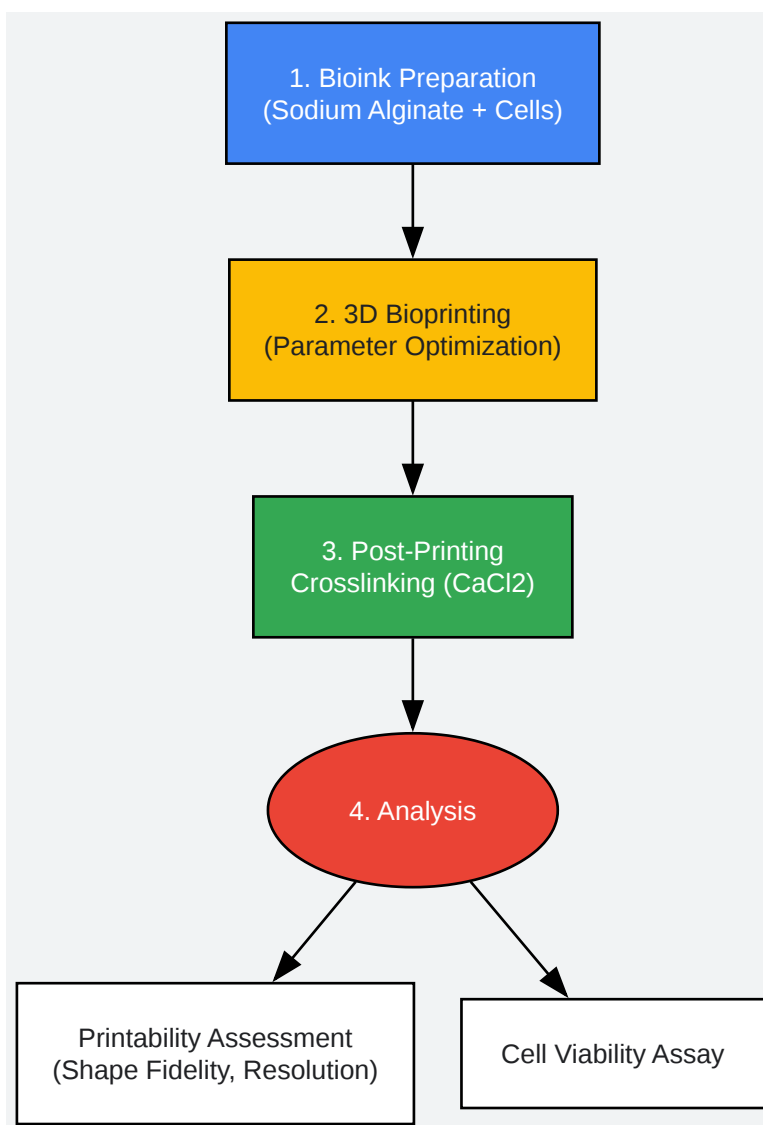 1. Bioink Preparation
(Sodium Alginate + Cells)
2. 3D Bioprinting
(Parameter Optimization)
3. Post-Printing
Crosslinking (CaCl2)
4. Analysis
Printability Assessment
(Shape Fidelity, Resolution)
Cell Viability Assay